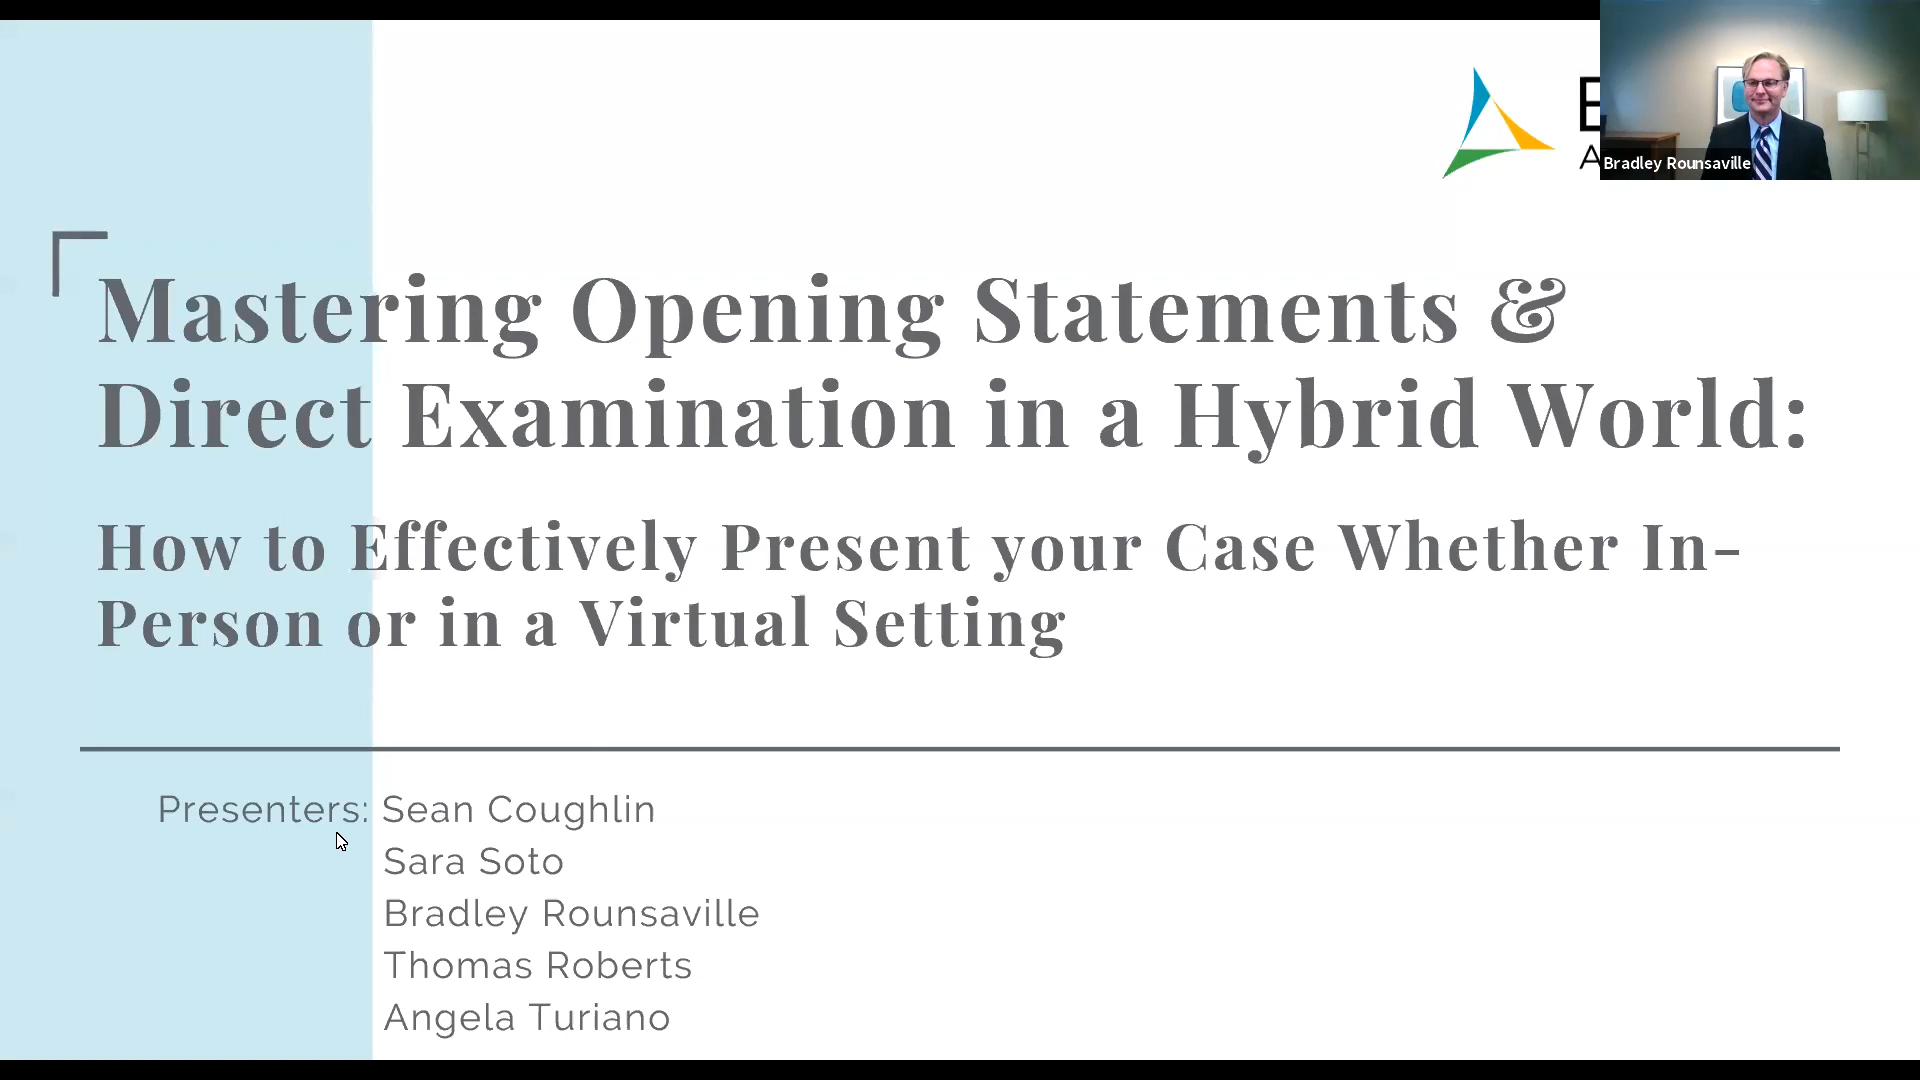 Bradley Rounsaville
Mastering Opening Statements &
Direct Examination in a Hybrid World:
How to Effectively Present your Case Whether In-
Person or in a Virtual Setting
Presenters: Sean Coughlin
Sara Soto
Bradley Rounsaville
Thomas Roberts
Angela Turiano